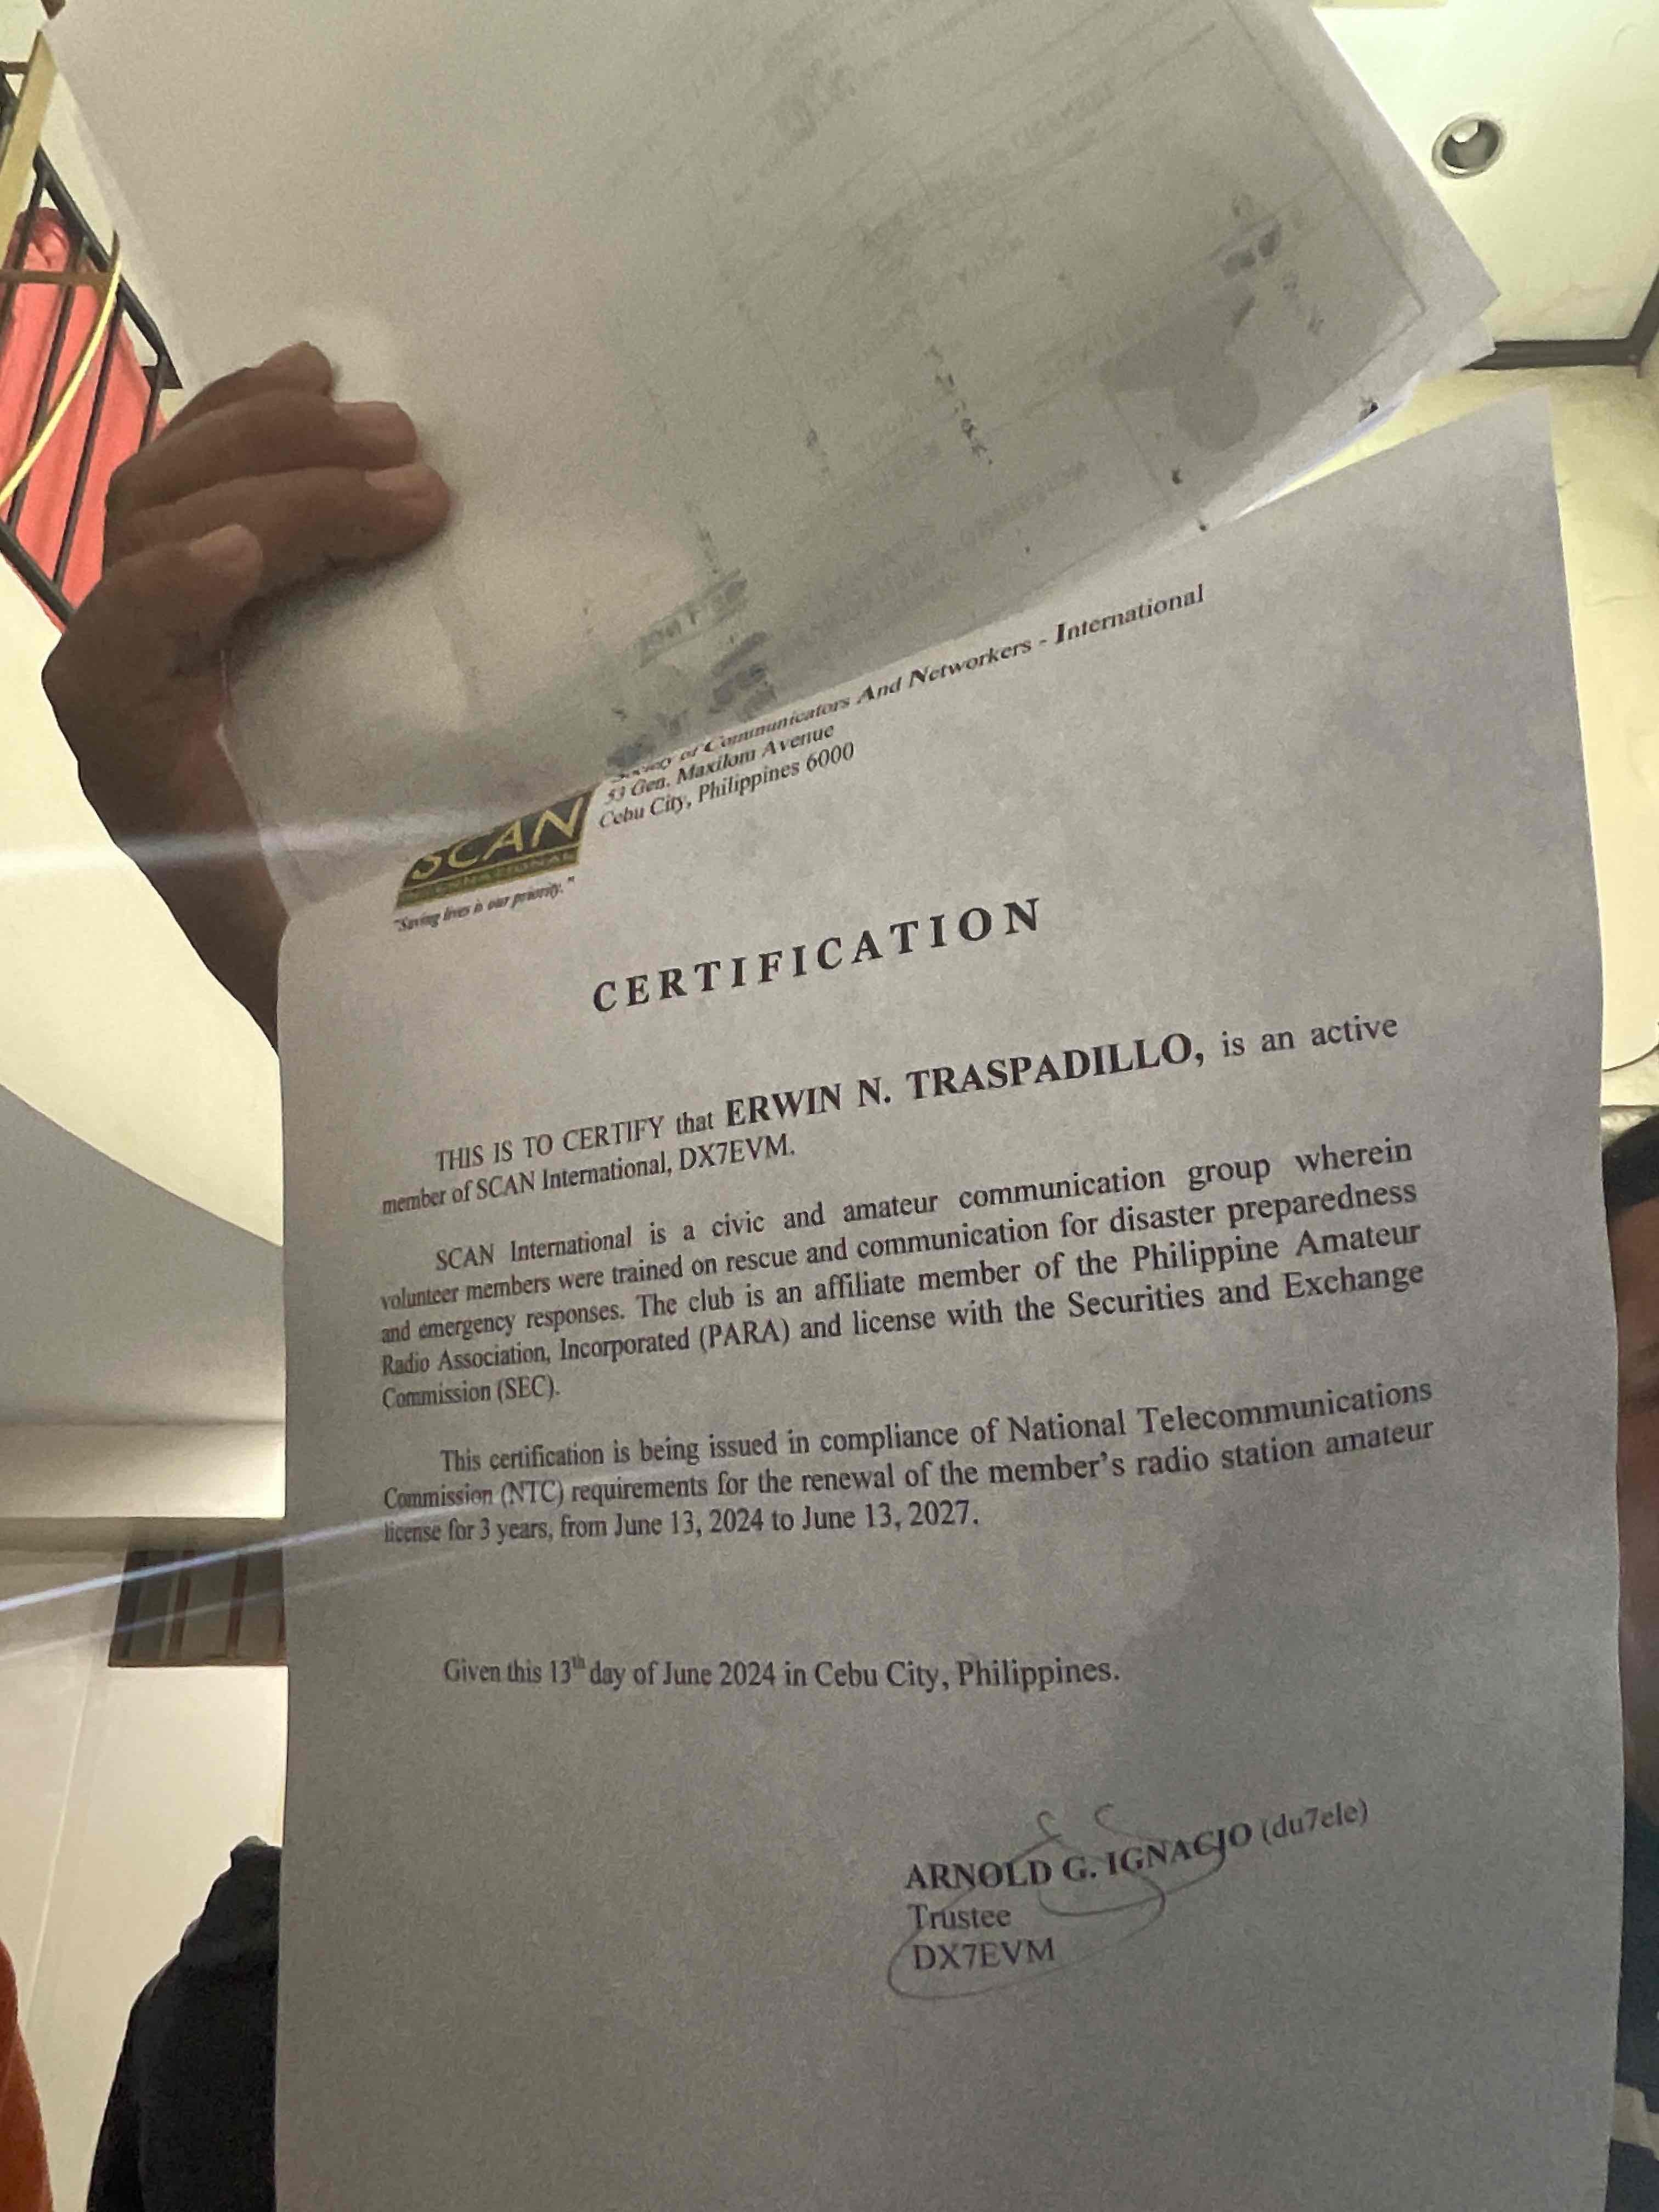 Society of Communicators And Networkers - International
53 Gen. Maxilom Avenue
Cebu City, Philippines 6000
SCAN
INTERNATIONAL
"Saving lives is our priority."
CERTIFICATION
THIS IS TO CERTIFY that ERWIN N. TRASPADILLO, is an active
member of SCAN International, DX7EVM.
SCAN International is a civic and amateur communication group wherein
volunteer members were trained on rescue and communication for disaster preparedness
and emergency responses. The club is an affiliate member of the Philippine Amateur
Radio Association, Incorporated (PARA) and license with the Securities and Exchange
Commission (SEC).
This certification is being issued in compliance of National Telecommunications
Commission (NTC) requirements for the renewal of the member's radio station amateur
license for 3 years, from June 13, 2024 to June 13, 2027.
Given this 13th day of June 2024 in Cebu City, Philippines.
ARNOLD G. IGNACIO (du7ele)
Trustee
DX7EVM